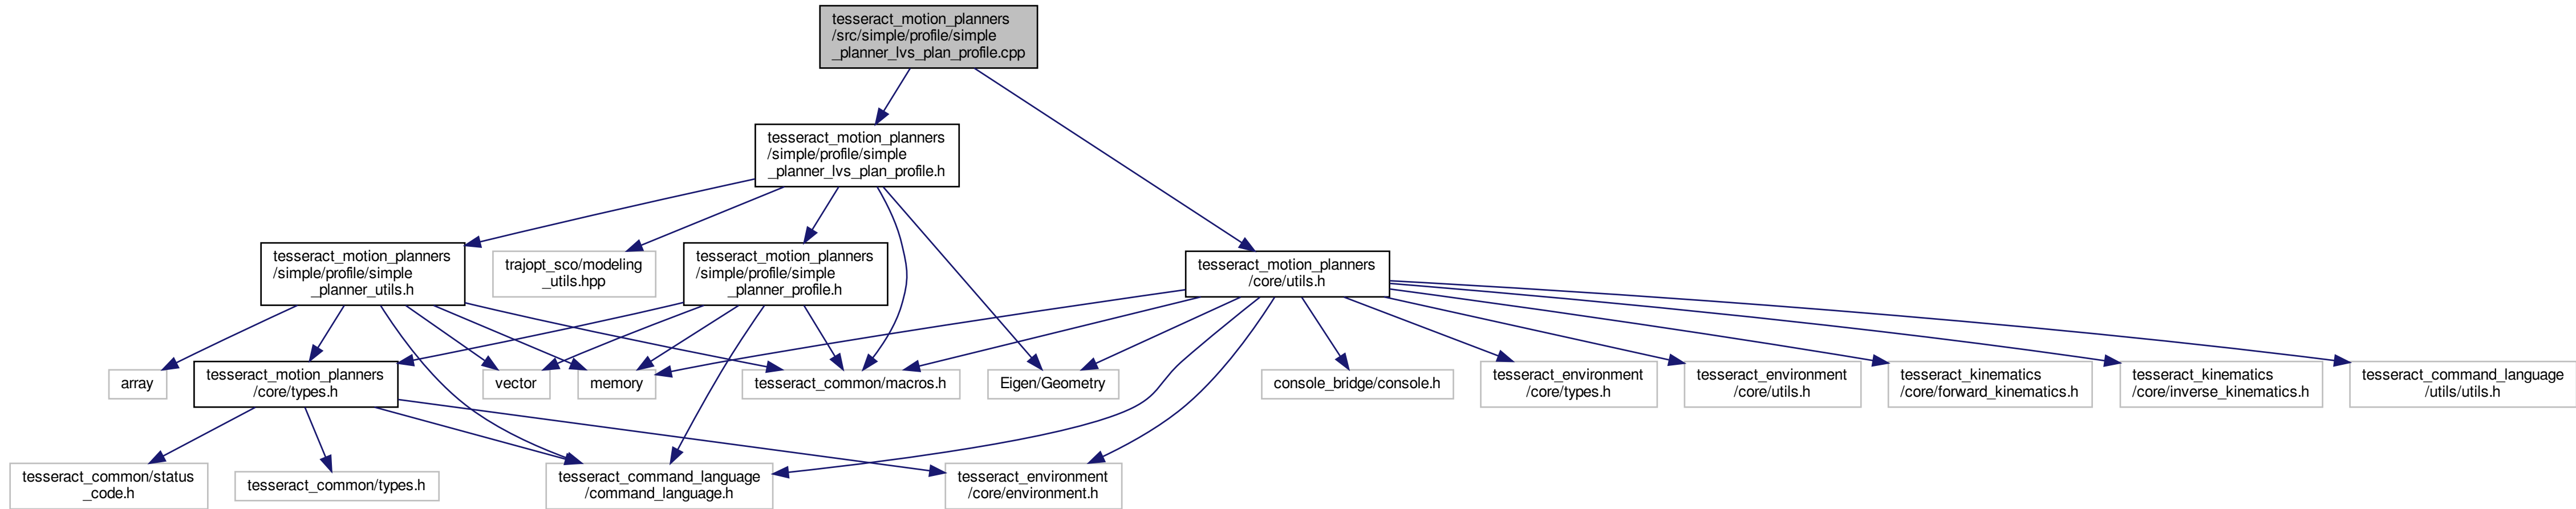 tesseract_motion_planners
/src/simple/profile/simple
_planner_lvs_plan_profile.cpp
tesseract_motion_planners
/simple/profile/simple
_planner_lvs_plan_profile.h
tesseract_motion_planners
/simple/profile/simple
_planner_utils.h
trajopt_sco/modeling
_utils.hpp
tesseract_motion_planners
/simple/profile/simple
_planner_profile.h
tesseract_motion_planners
/core/utils.h
array
tesseract_motion_planners
/core/types.h
vector
memory
tesseract_common/macros.h
Eigen/Geometry
console_bridge/console.h
tesseract_environment
/core/types.h
tesseract_environment
/core/utils.h
tesseract_kinematics
/core/forward_kinematics.h
tesseract_kinematics
/core/inverse_kinematics.h
tesseract_command_language
/utils/utils.h
tesseract_common/status
_code.h
tesseract_common/types.h
tesseract_command_language
/command_language.h
tesseract_environment
/core/environment.h